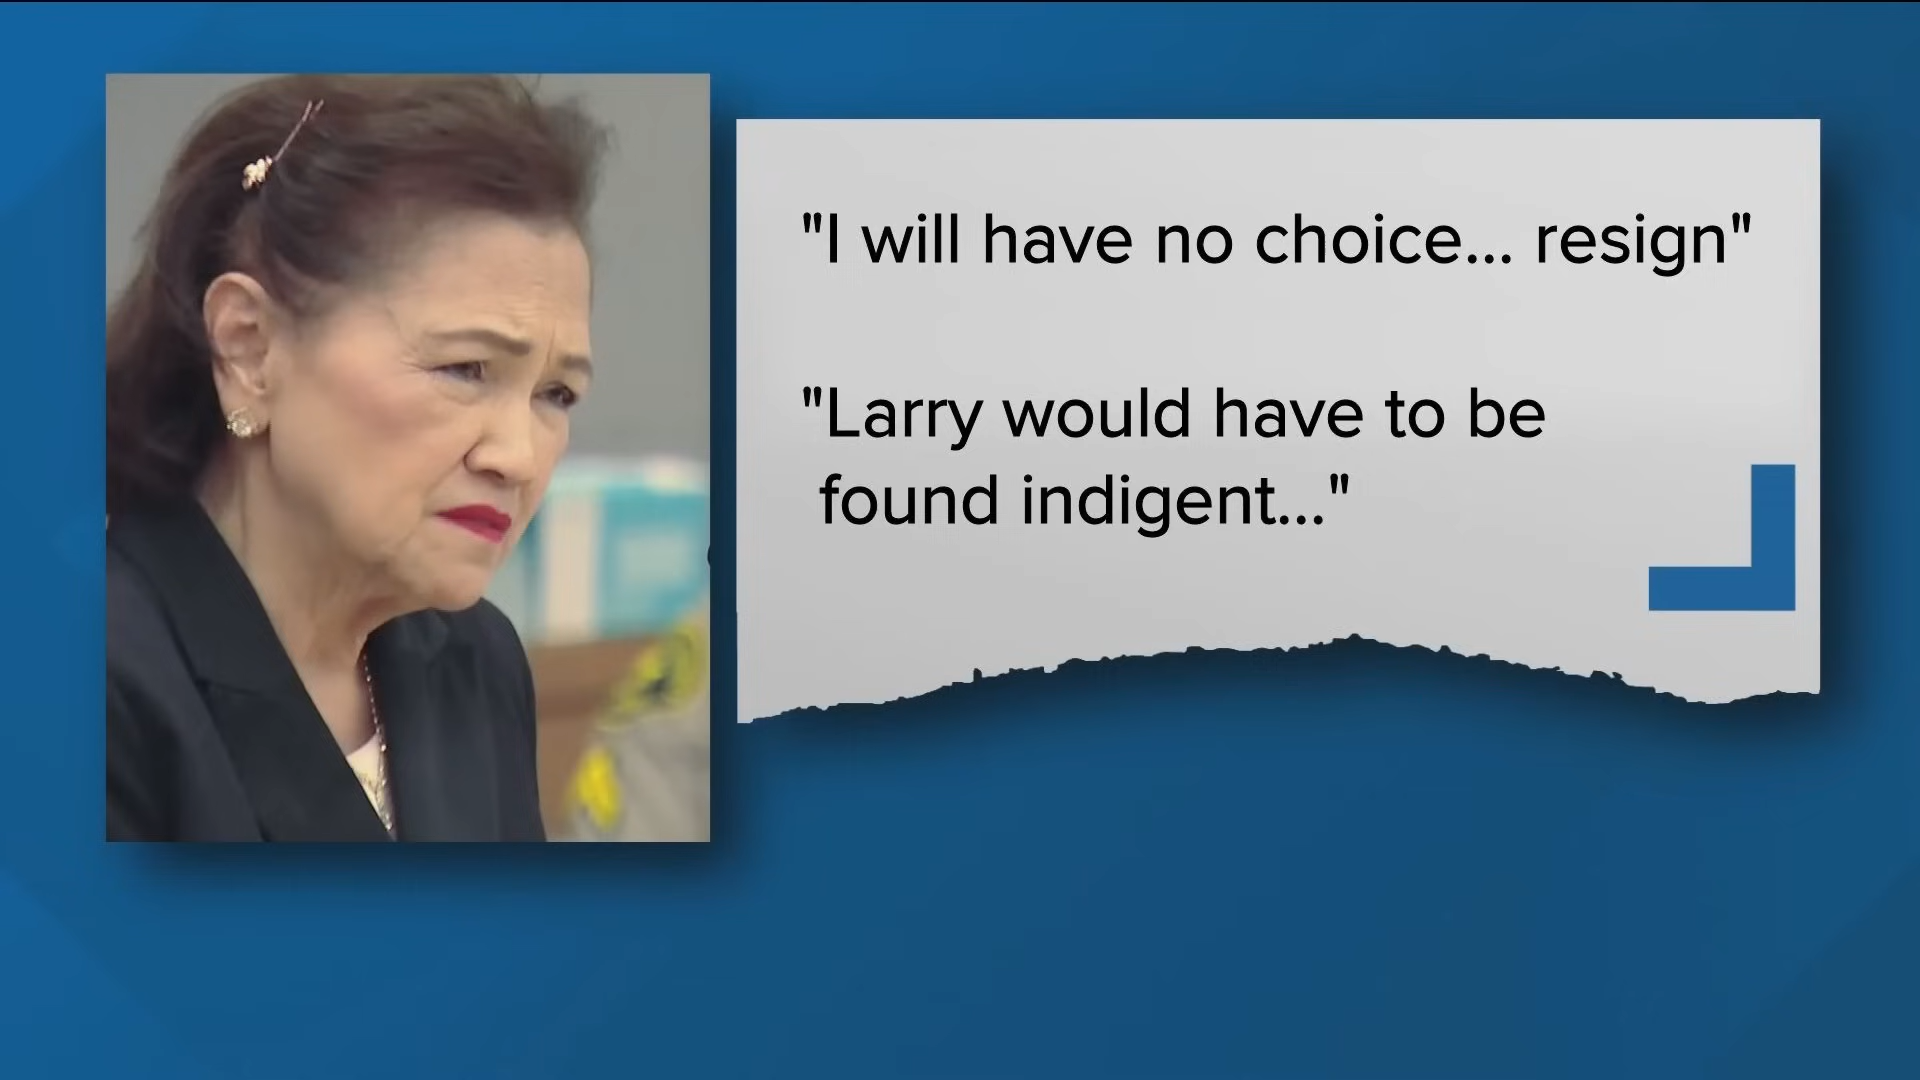 "I will have no choice... resign"
"Larry would have to be
found indigent..."